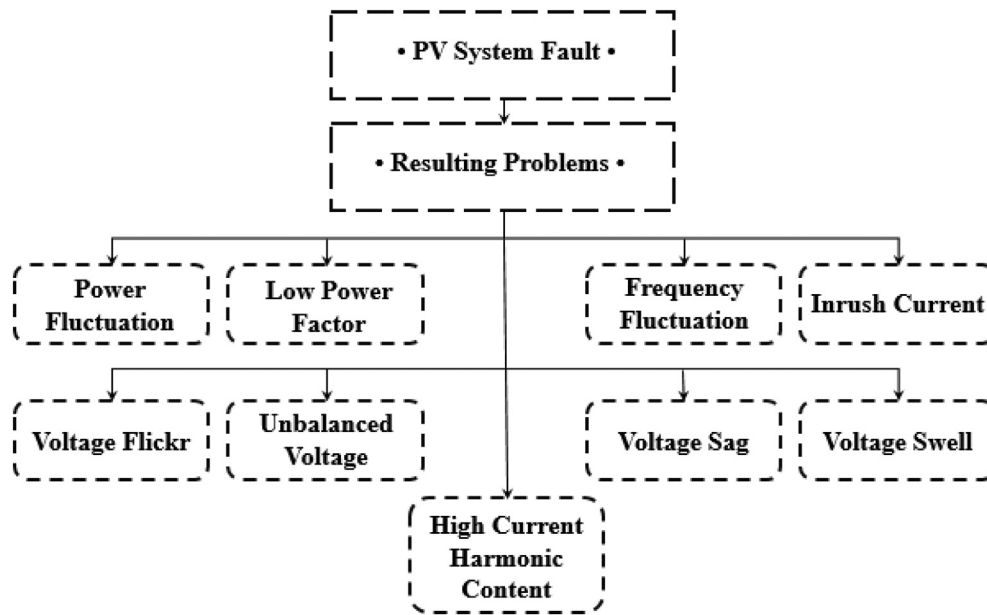 • PV System Fault •
• Resulting Problems •
Power
Fluctuation
Low Power
Factor
Frequency
Fluctuation
Inrush Current
Voltage Flickr
Unbalanced
Voltage
Voltage Sag
Voltage Swell
High Current
Harmonic
Content